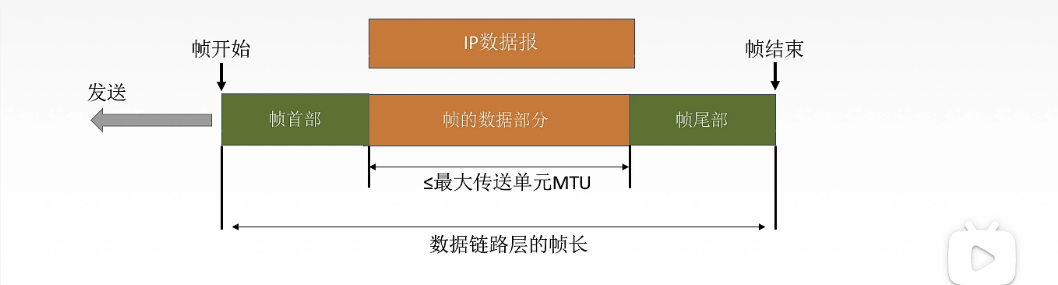 IP数据报
帧开始
帧结束
发送
帧首部
帧的数据部分
帧尾部
≤最大传送单元MTU
数据链路层的帧长